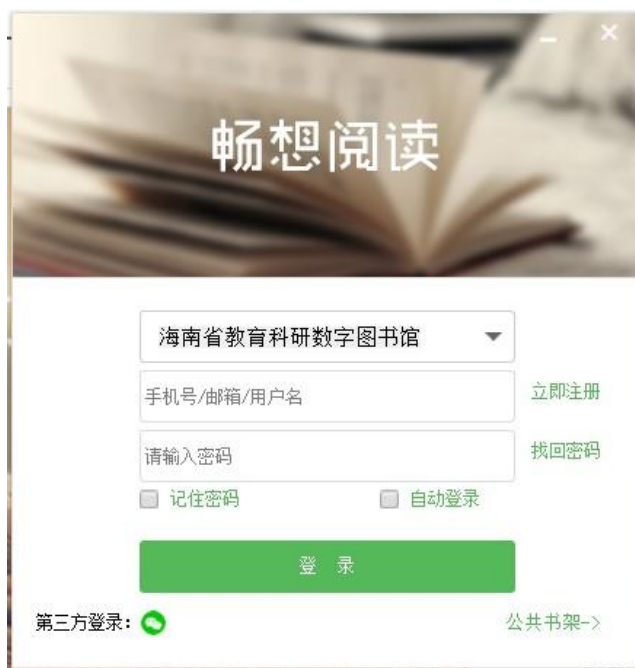 畅想阅读
海南省教育科研数字图书馆
手机号/邮箱/用户名
立即注册
请输入密码
找回密码
记住密码 自动登录
登 录
第三方登录: 公共书架->